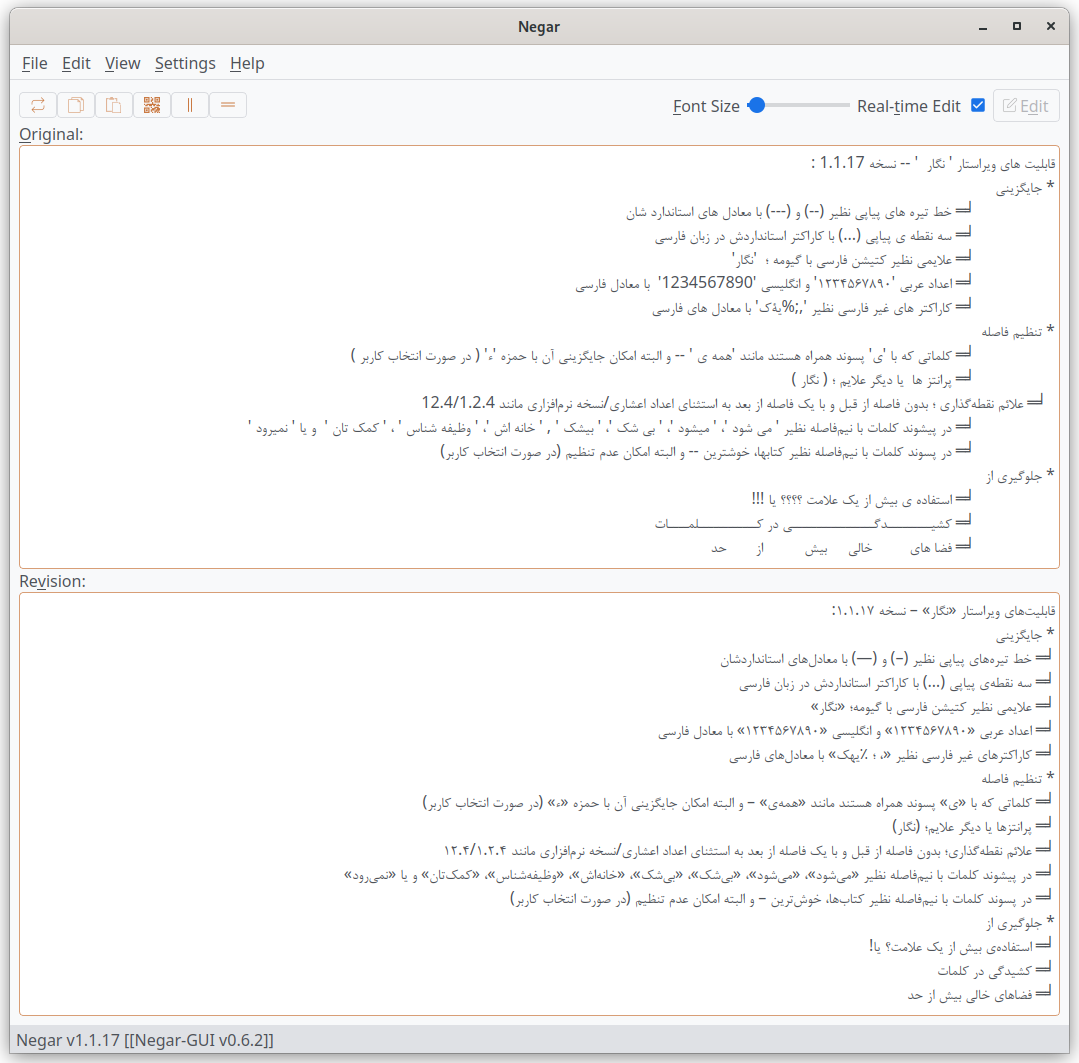 Negar
File Edit View Settings Help
Font Size Real-time Edit Edit
Original:
قابلیت های ویراستار ' نگار ' -- نسخه 1.1.17 :
* جایگزینی
═╛ خط تیره های پیاپی نظیر (--) و (---) با معادل های استاندارد شان
═╛ سه نقطه ی پیاپی (...) با کاراکتر استانداردش در زبان فارسی
═╛ علایمی نظیر کتیشن فارسی با گیومه ؛ 'نگار'
═╛ اعداد عربی '١٢٣۴۵۶٧٨٩٠' و انگلیسی '1234567890' با معادل فارسی
═╛ کاراکتر های غیر فارسی نظیر ',;%یۀک' با معادل های فارسی
* تنظیم فاصله
═╛ کلماتی که با 'ی' پسوند همراه هستند مانند 'همه ی ' -- و البته امکان جایگزینی آن با حمزه 'ء' ( در صورت انتخاب کاربر )
═╛ پرانتز ها یا دیگر علایم ؛ ( نگار )
═╛ علائم نقطه‌گذاری ؛ بدون فاصله از قبل و با یک فاصله از بعد به استثنای اعداد اعشاری/نسخه نرم‌افزاری مانند 12.4/1.2.4
═╛ در پیشوند کلمات با نیم‌فاصله نظیر ' می شود '، ' میشود '، ' بی شک '، ' بیشک ' , ' خانه اش '، ' وظیفه شناس ' ، ' کمک تان ' و یا ' نمیرود '
═╛ در پسوند کلمات با نیم‌فاصله نظیر کتابها، خوشترین -- و البته امکان عدم تنظیم (در صورت انتخاب کاربر)
* جلوگیری از
═╛ استفاده ی بیش از یک علامت ؟؟؟؟ یا !!!
═╛ کشیـــــــدگــــــــــــی در کــــــــــلمـــات
═╛ فضا های خالی بیش از حد
Revision:
قابلیت‌های ویراستار «نگار» – نسخه ۱.۱.۱۷:
* جایگزینی
═╛ خط تیره‌های پیاپی نظیر (–) و (—) با معادل‌های استانداردشان
═╛ سه نقطه‌ی پیاپی (…) با کاراکتر استانداردش در زبان فارسی
═╛ علایمی نظیر کتیشن فارسی با گیومه؛ «نگار»
═╛ اعداد عربی «۱۲۳۴۵۶۷۸۹۰» و انگلیسی «۱۲۳۴۵۶۷۸۹۰» با معادل فارسی
═╛ کاراکترهای غیر فارسی نظیر «، ؛ ٪یهک» با معادل‌های فارسی
* تنظیم فاصله
═╛ کلماتی که با «ی» پسوند همراه هستند مانند «همه‌ی» – و البته امکان جایگزینی آن با حمزه «ء» (در صورت انتخاب کاربر)
═╛ پرانتزها یا دیگر علایم؛ (نگار)
═╛ علائم نقطه‌گذاری؛ بدون فاصله از قبل و با یک فاصله از بعد به استثنای اعداد اعشاری/نسخه نرم‌افزاری مانند ۱۲.۴/۱.۲.۴
═╛ در پیشوند کلمات با نیم‌فاصله نظیر «می‌شود»، «می‌شود»، «بی‌شک»، «بی‌شک»، «خانه‌اش»، «وظیفه‌شناس»، «کمک‌تان» و یا «نمی‌رود»
═╛ در پسوند کلمات با نیم‌فاصله نظیر کتاب‌ها، خوش‌ترین – و البته امکان عدم تنظیم (در صورت انتخاب کاربر)
* جلوگیری از
═╛ استفاده‌ی بیش از یک علامت؟ یا!
═╛ کشیدگی در کلمات
═╛ فضاهای خالی بیش از حد
Negar v1.1.17 [[Negar-GUI v0.6.2]]